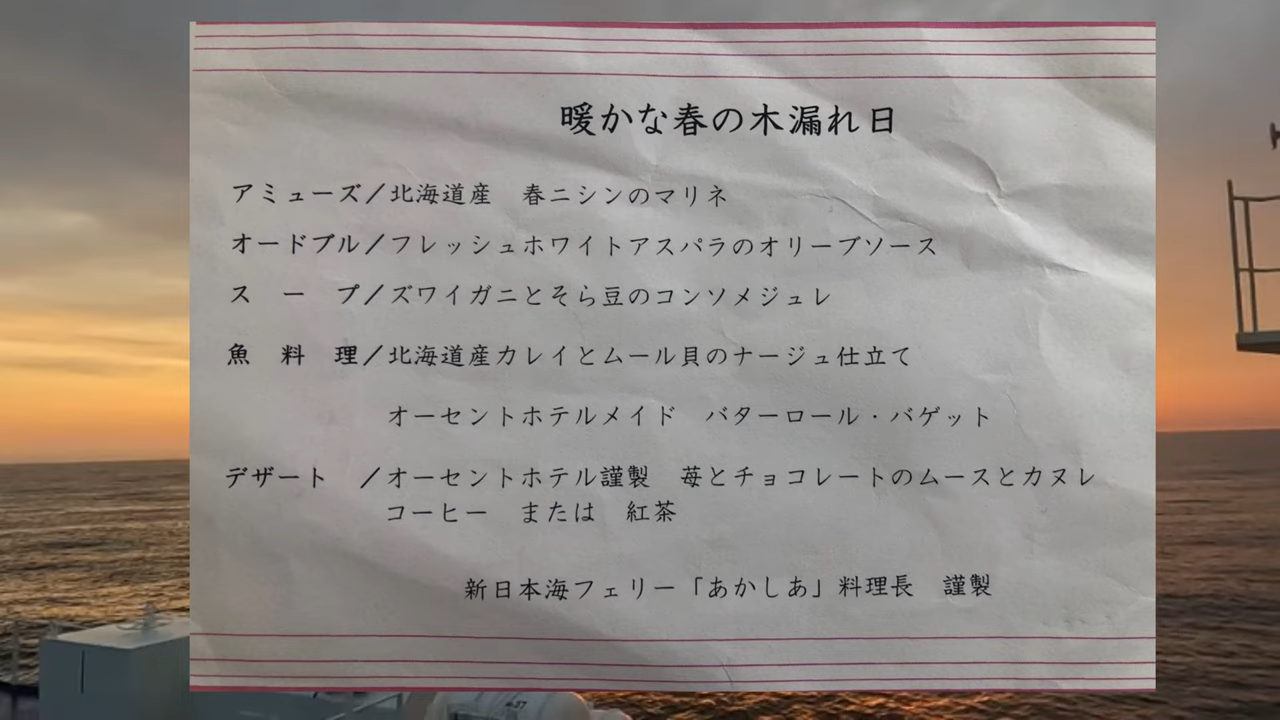 暖かな春の木漏れ日
アミューズ/北海道産　春ニシンのマリネ
オードブル/フレッシュホワイトアスパラのオリーブソース
ス　ー　プ/ズワイガニとそら豆のコンソメジュレ
魚　料　理/北海道産カレイとムール貝のナージュ仕立て
オーセントホテルメイド　バターロール・バゲット
デザート　/オーセントホテル謹製　苺とチョコレートのムースとカヌレ
コーヒー　または　紅茶
新日本海フェリー「あかしあ」料理長　謹製